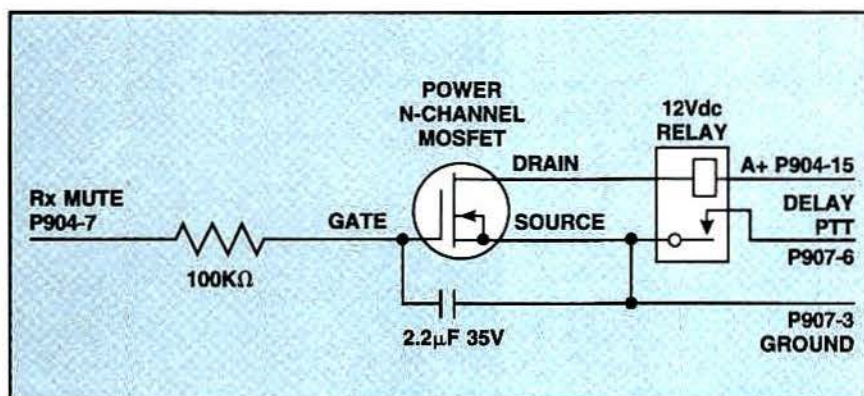 POWER
N-CHANNEL
MOSFET
12Vdc
RELAY
DRAIN
A+ P904-15
Rx MUTE
P904-7
GATE
SOURCE
DELAY
PTT
P907-6
100KΩ
2.2µF 35V
P907-3
GROUND